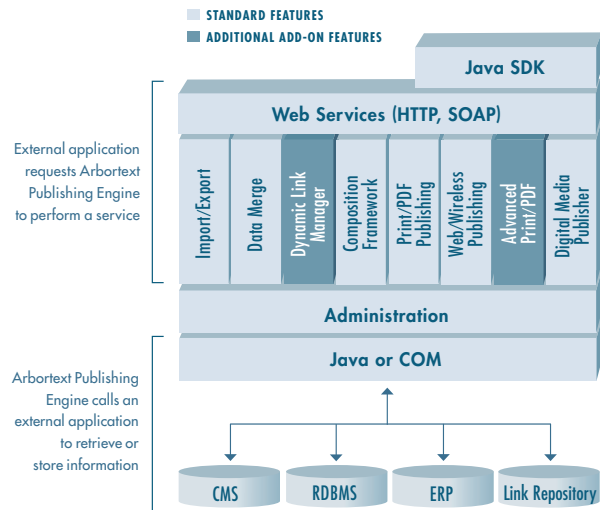 STANDARD FEATURES
ADDITIONAL ADD-ON FEATURES
Java SDK
Web Services (HTTP, SOAP)
External application
requests Arbortext
Publishing Engine
to perform a service
Import/Export
Data Merge
Dynamic Link
Manager
Composition
Framework
Print/PDF
Publishing
Web/Wireless
Publishing
Advanced
Print/PDF
Digital Media
Publisher
Administration
Java or COM
Arbortext Publishing
Engine calls an
external application
to retrieve or
store information
CMS
RDBMS
ERP
Link Repository